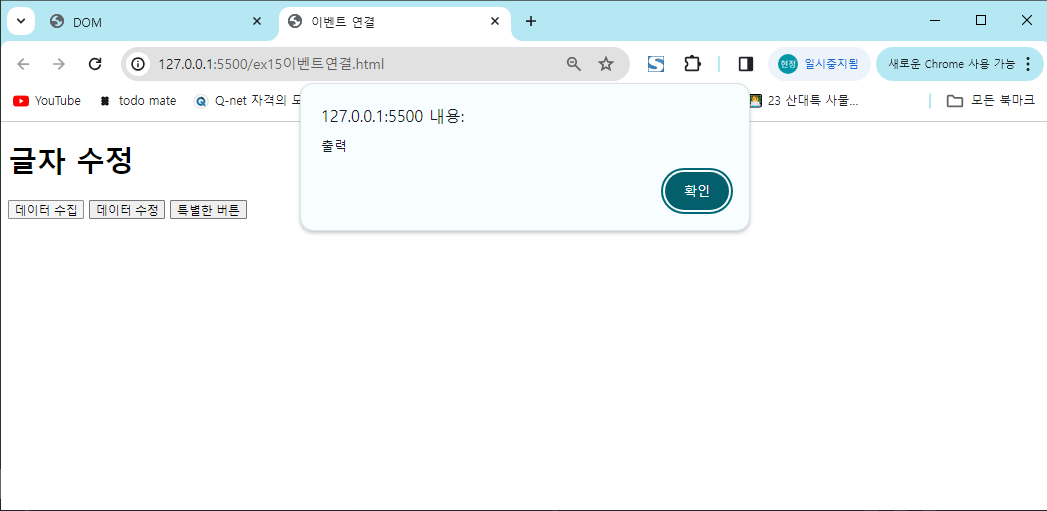 DOM
이벤트 연결
127.0.0.1:5500/ex15이벤트연결.html
현정
일시중지됨
새로운 Chrome 사용 가능
YouTube
todo mate
Q-net 자격의 모
23 산대특 사물...
모든 북마크
127.0.0.1:5500 내용:
출력
확인
글자 수정
데이터 수집 데이터 수정 특별한 버튼